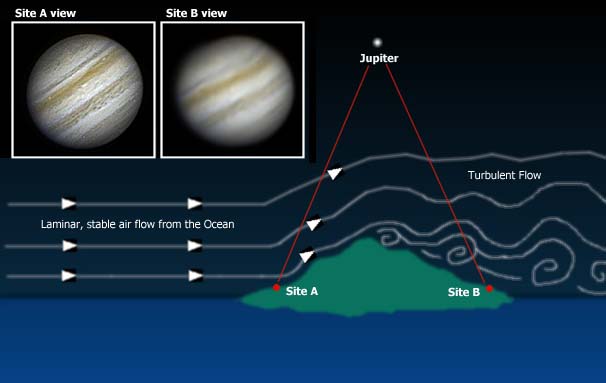 Site A view
Site B view
Jupiter
Turbulent Flow
Laminar, stable air flow from the Ocean
Site A
Site B